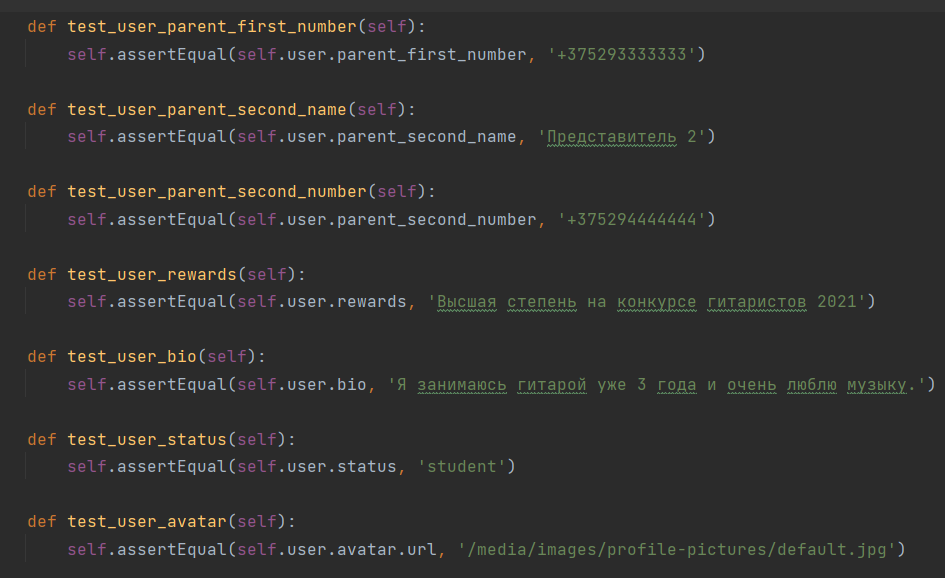 def test_user_parent_first_number(self):
self.assertEqual(self.user.parent_first_number, '+375293333333')
def test_user_parent_second_name(self):
self.assertEqual(self.user.parent_second_name, 'Представитель 2')
def test_user_parent_second_number(self):
self.assertEqual(self.user.parent_second_number, '+375294444444')
def test_user_rewards(self):
self.assertEqual(self.user.rewards, 'Высшая степень на конкурсе гитаристов 2021')
def test_user_bio(self):
self.assertEqual(self.user.bio, 'Я занимаюсь гитарой уже 3 года и очень люблю музыку.')
def test_user_status(self):
self.assertEqual(self.user.status, 'student')
def test_user_avatar(self):
self.assertEqual(self.user.avatar.url, '/media/images/profile-pictures/default.jpg')